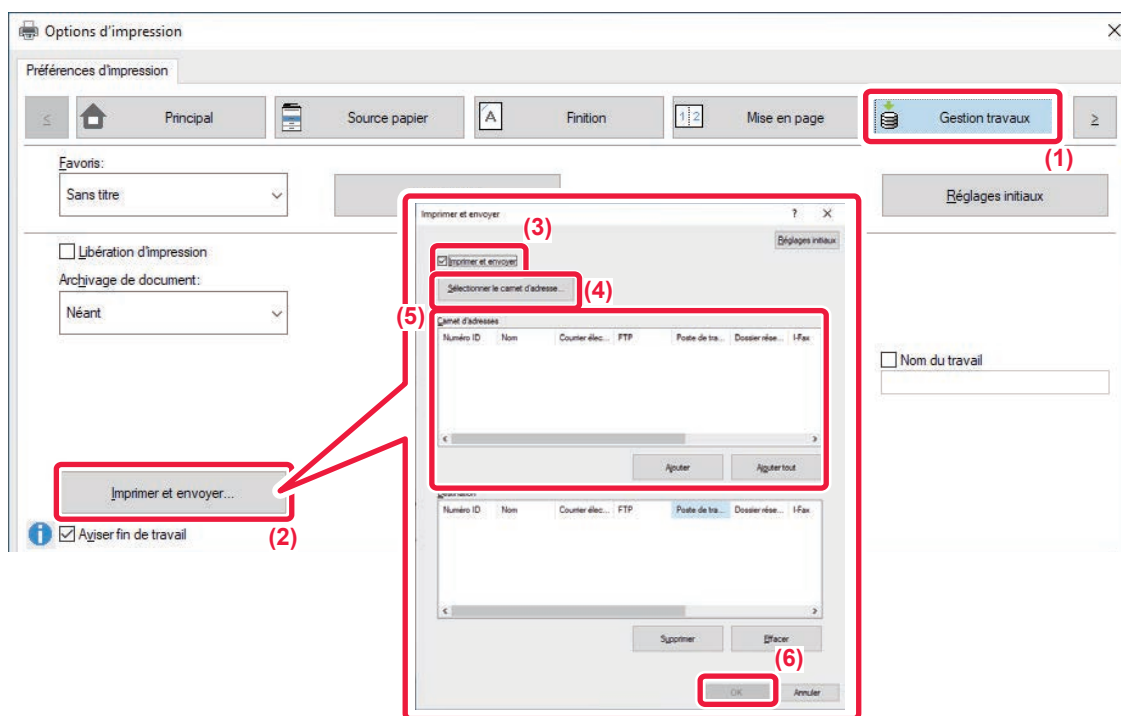 Options d'impression
Préférences d'impression
< Principal Source papier A Finition 1 2 Mise en page Gestion travaux >
(1)
Favoris:
Sans titre
Réglages initiaux
Libération d'impression
Archivage de document:
Néant
Nom du travail
Imprimer et envoyer...
Aviser fin de travail
(2)
Imprimer et envoyer ? X
(3)
Réglages initiaux
Imprimer et envoyer
Sélectionner le carnet d'adresse...
(4)
(5)
Carnet d'adresses
Numéro ID Nom Courrier élec... FTP Poste de tra... Dossier rése... I-Fax
Ajouter Ajouter tout
Numéro ID Nom Courrier élec... FTP Poste de tra... Dossier rése... I-Fax
Supprimer Effacer
(6)
OK Annuler